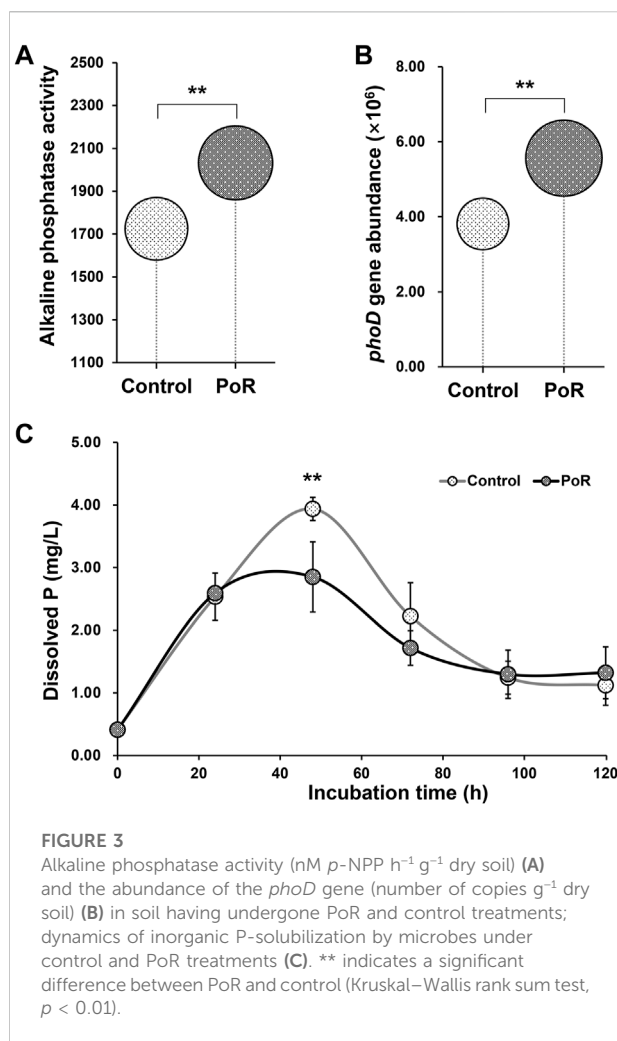 A
Alkaline phosphatase activity
2500
2300
2100
1900
1700
1500
1300
1100
**
Control
PoR
B
phoD gene abundance (×10⁶)
8.00
6.00
4.00
2.00
0.00
**
Control
PoR
C
Dissolved P (mg/L)
5.00
4.00
3.00
2.00
1.00
0.00
**
Control
PoR
0
20
40
60
80
100
120
Incubation time (h)
FIGURE 3
Alkaline phosphatase activity (nM p-NPP h⁻¹ g⁻¹ dry soil) (A)
and the abundance of the phoD gene (number of copies g⁻¹ dry
soil) (B) in soil having undergone PoR and control treatments;
dynamics of inorganic P-solubilization by microbes under
control and PoR treatments (C). ** indicates a significant
difference between PoR and control (Kruskal–Wallis rank sum test,
p < 0.01).